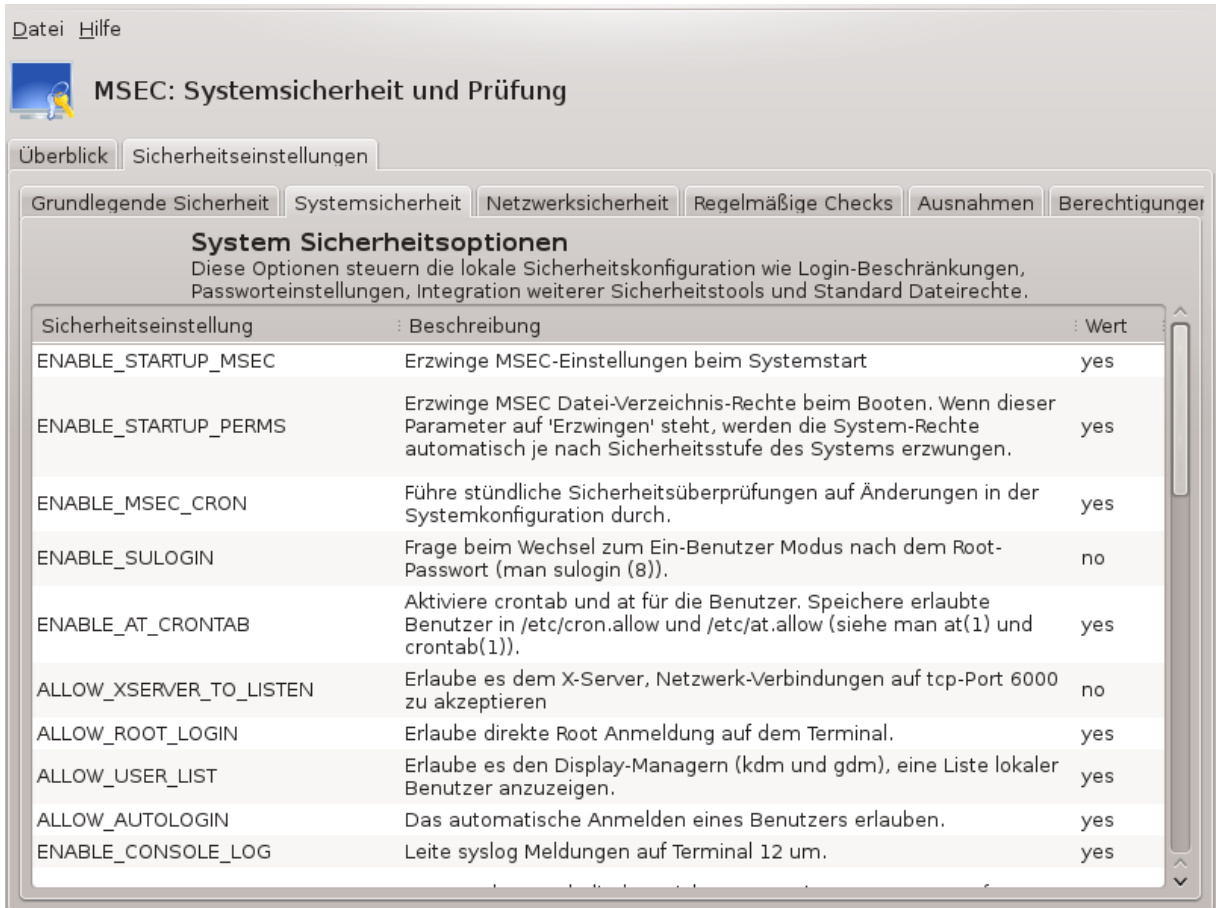 Datei Hilfe
MSEC: Systemsicherheit und Prüfung
Überblick Sicherheitseinstellungen
Grundlegende Sicherheit Systemsicherheit Netzwerksicherheit Regelmäßige Checks Ausnahmen Berechtigungen
System Sicherheitsoptionen
Diese Optionen steuern die lokale Sicherheitskonfiguration wie Login-Beschränkungen,
Passworteinstellungen, Integration weiterer Sicherheitstools und Standard Dateirechte.
Sicherheitseinstellung Beschreibung Wert
ENABLE_STARTUP_MSEC Erzwinge MSEC-Einstellungen beim Systemstart yes
Erzwinge MSEC Datei-Verzeichnis-Rechte beim Booten. Wenn dieser
ENABLE_STARTUP_PERMS Parameter auf 'Erzwingen' steht, werden die System-Rechte yes
automatisch je nach Sicherheitsstufe des Systems erzwungen.
ENABLE_MSEC_CRON Führe stündliche Sicherheitsüberprüfungen auf Änderungen in der yes
Systemkonfiguration durch.
ENABLE_SULOGIN Frage beim Wechsel zum Ein-Benutzer Modus nach dem Root- no
Passwort (man sulogin (8)).
Aktiviere crontab und at für die Benutzer. Speichere erlaubte
ENABLE_AT_CRONTAB Benutzer in /etc/cron.allow und /etc/at.allow (siehe man at(1) und yes
crontab(1)).
ALLOW_XSERVER_TO_LISTEN Erlaube es dem X-Server, Netzwerk-Verbindungen auf tcp-Port 6000 no
zu akzeptieren
ALLOW_ROOT_LOGIN Erlaube direkte Root Anmeldung auf dem Terminal. yes
ALLOW_USER_LIST Erlaube es den Display-Managern (kdm und gdm), eine Liste lokaler yes
Benutzer anzuzeigen.
ALLOW_AUTOLOGIN Das automatische Anmelden eines Benutzers erlauben. yes
ENABLE_CONSOLE_LOG Leite syslog Meldungen auf Terminal 12 um. yes